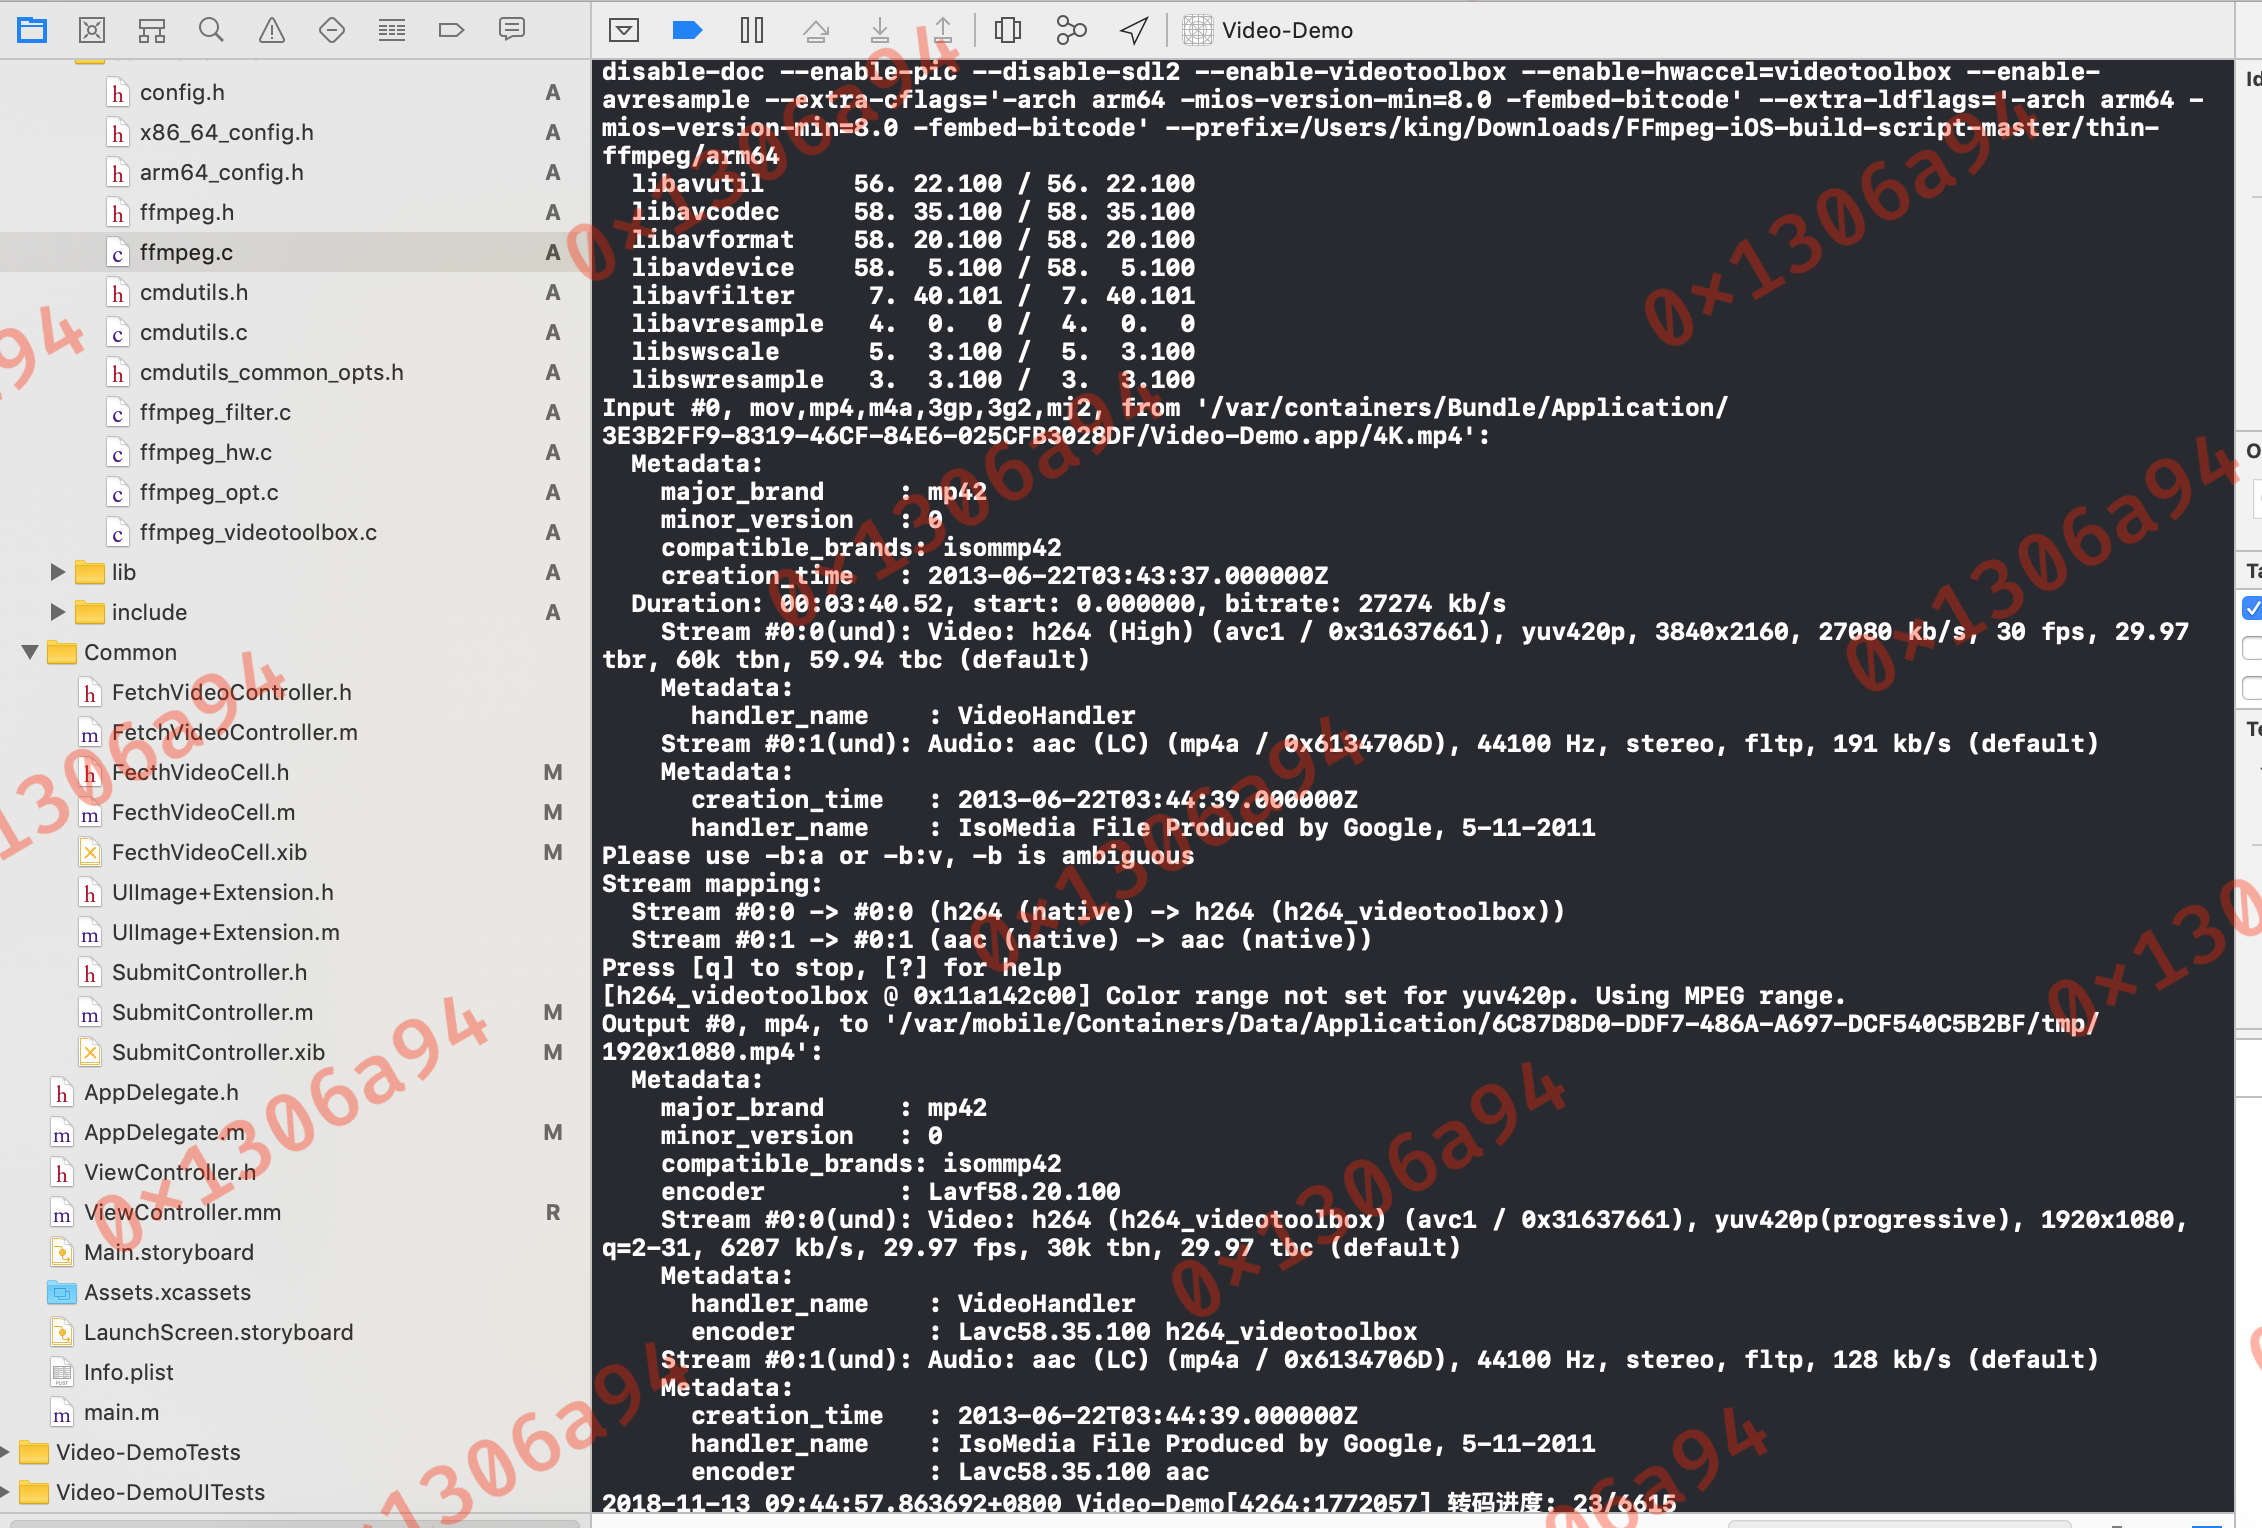 Video-Demo
config.h A
x86_64_config.h A
arm64_config.h A
ffmpeg.h A
ffmpeg.c A
cmdutils.h A
cmdutils.c A
cmdutils_common_opts.h A
ffmpeg_filter.c A
ffmpeg_hw.c A
ffmpeg_opt.c A
ffmpeg_videotoolbox.c A
lib A
include A
Common
FetchVideoController.h
FetchVideoController.m
FecthVideoCell.h M
FecthVideoCell.m M
FecthVideoCell.xib M
UIImage+Extension.h
UIImage+Extension.m
SubmitController.h
SubmitController.m M
SubmitController.xib M
AppDelegate.h
AppDelegate.m M
ViewController.h
ViewController.mm R
Main.storyboard
Assets.xcassets
LaunchScreen.storyboard
Info.plist
main.m
Video-DemoTests
Video-DemoUITests
disable-doc --enable-pic --disable-sdl2 --enable-videotoolbox --enable-hwaccel=videotoolbox --enable-
avresample --extra-cflags='-arch arm64 -mios-version-min=8.0 -fembed-bitcode' --extra-ldflags='-arch arm64 -
mios-version-min=8.0 -fembed-bitcode' --prefix=/Users/king/Downloads/FFmpeg-iOS-build-script-master/thin-
ffmpeg/arm64
libavutil 56. 22.100 / 56. 22.100
libavcodec 58. 35.100 / 58. 35.100
libavformat 58. 20.100 / 58. 20.100
libavdevice 58. 5.100 / 58. 5.100
libavfilter 7. 40.101 / 7. 40.101
libavresample 4. 0. 0 / 4. 0. 0
libswscale 5. 3.100 / 5. 3.100
libswresample 3. 3.100 / 3. 3.100
Input #0, mov,mp4,m4a,3gp,3g2,mj2, from '/var/containers/Bundle/Application/
3E3B2FF9-8319-46CF-84E6-025CFB3028DF/Video-Demo.app/4K.mp4':
Metadata:
major_brand : mp42
minor_version : 0
compatible_brands: isommp42
creation_time : 2013-06-22T03:43:37.000000Z
Duration: 00:03:40.52, start: 0.000000, bitrate: 27274 kb/s
Stream #0:0(und): Video: h264 (High) (avc1 / 0x31637661), yuv420p, 3840x2160, 27080 kb/s, 30 fps, 29.97
tbr, 60k tbn, 59.94 tbc (default)
Metadata:
handler_name : VideoHandler
Stream #0:1(und): Audio: aac (LC) (mp4a / 0x6134706D), 44100 Hz, stereo, fltp, 191 kb/s (default)
Metadata:
creation_time : 2013-06-22T03:44:39.000000Z
handler_name : IsoMedia File Produced by Google, 5-11-2011
Please use -b:a or -b:v, -b is ambiguous
Stream mapping:
Stream #0:0 -> #0:0 (h264 (native) -> h264 (h264_videotoolbox))
Stream #0:1 -> #0:1 (aac (native) -> aac (native))
Press [q] to stop, [?] for help
[h264_videotoolbox @ 0x11a142c00] Color range not set for yuv420p. Using MPEG range.
Output #0, mp4, to '/var/mobile/Containers/Data/Application/6C87D8D0-DDF7-486A-A697-DCF540C5B2BF/tmp/
1920x1080.mp4':
Metadata:
major_brand : mp42
minor_version : 0
compatible_brands: isommp42
encoder : Lavf58.20.100
Stream #0:0(und): Video: h264 (h264_videotoolbox) (avc1 / 0x31637661), yuv420p(progressive), 1920x1080,
q=2-31, 6207 kb/s, 29.97 fps, 30k tbn, 29.97 tbc (default)
Metadata:
handler_name : VideoHandler
encoder : Lavc58.35.100 h264_videotoolbox
Stream #0:1(und): Audio: aac (LC) (mp4a / 0x6134706D), 44100 Hz, stereo, fltp, 128 kb/s (default)
Metadata:
creation_time : 2013-06-22T03:44:39.000000Z
handler_name : IsoMedia File Produced by Google, 5-11-2011
encoder : Lavc58.35.100 aac
2018-11-13 09:44:57.863692+0800 Video-Demo[4264:1772057] 转码进度: 23/6615
0×1306a94
0×1306a94
0×1306a94
0×1306a94
0×1306a94
0×1306a94
0×1306a94